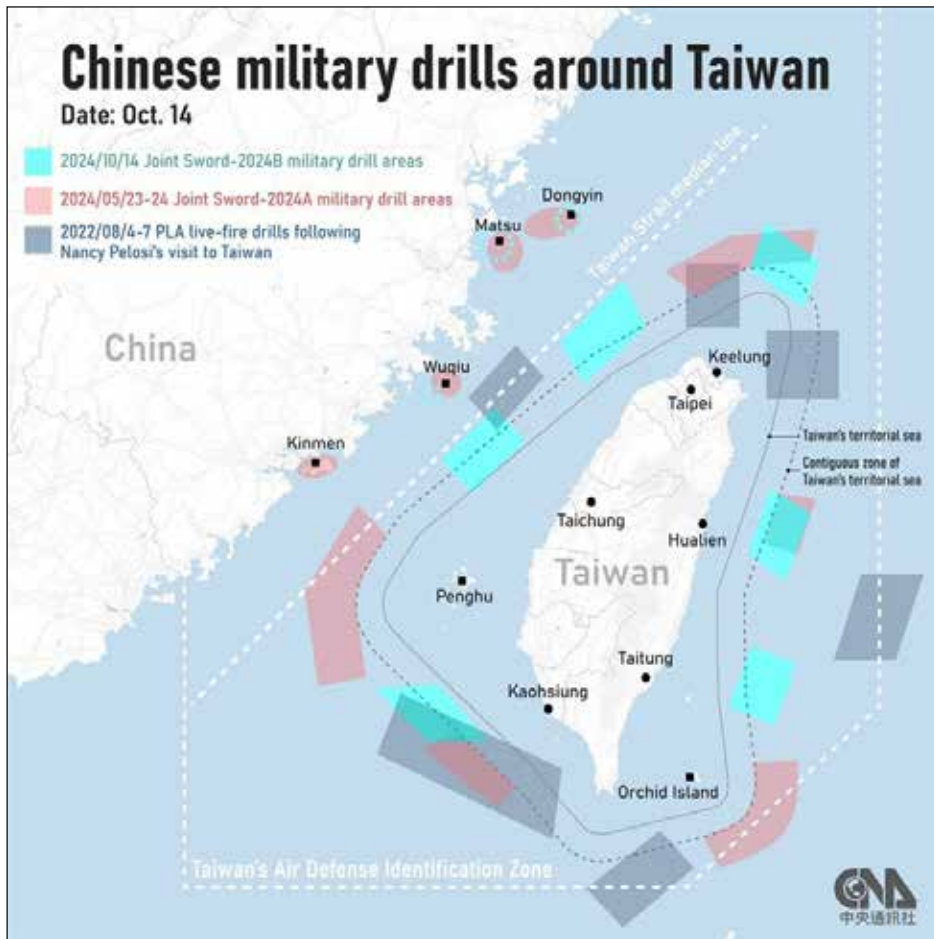 Chinese military drills around Taiwan
Date: Oct. 14
2024/10/14 Joint Sword-2024B military drill areas
2024/05/23-24 Joint Sword-2024A military drill areas
2022/08/4-7 PLA live-fire drills following
Nancy Pelosi's visit to Taiwan
Dongyin
Matsu
Taiwan Strait median line
China
Wuqiu
Keelung
Taipei
Kinmen
Taiwan's territorial sea
Contiguous zone of
Taiwan's territorial sea
Taichung
Hualien
Taiwan
Penghu
Taitung
Kaohsiung
Orchid Island
Taiwan's Air Defense Identification Zone
CNA
中央通訊社